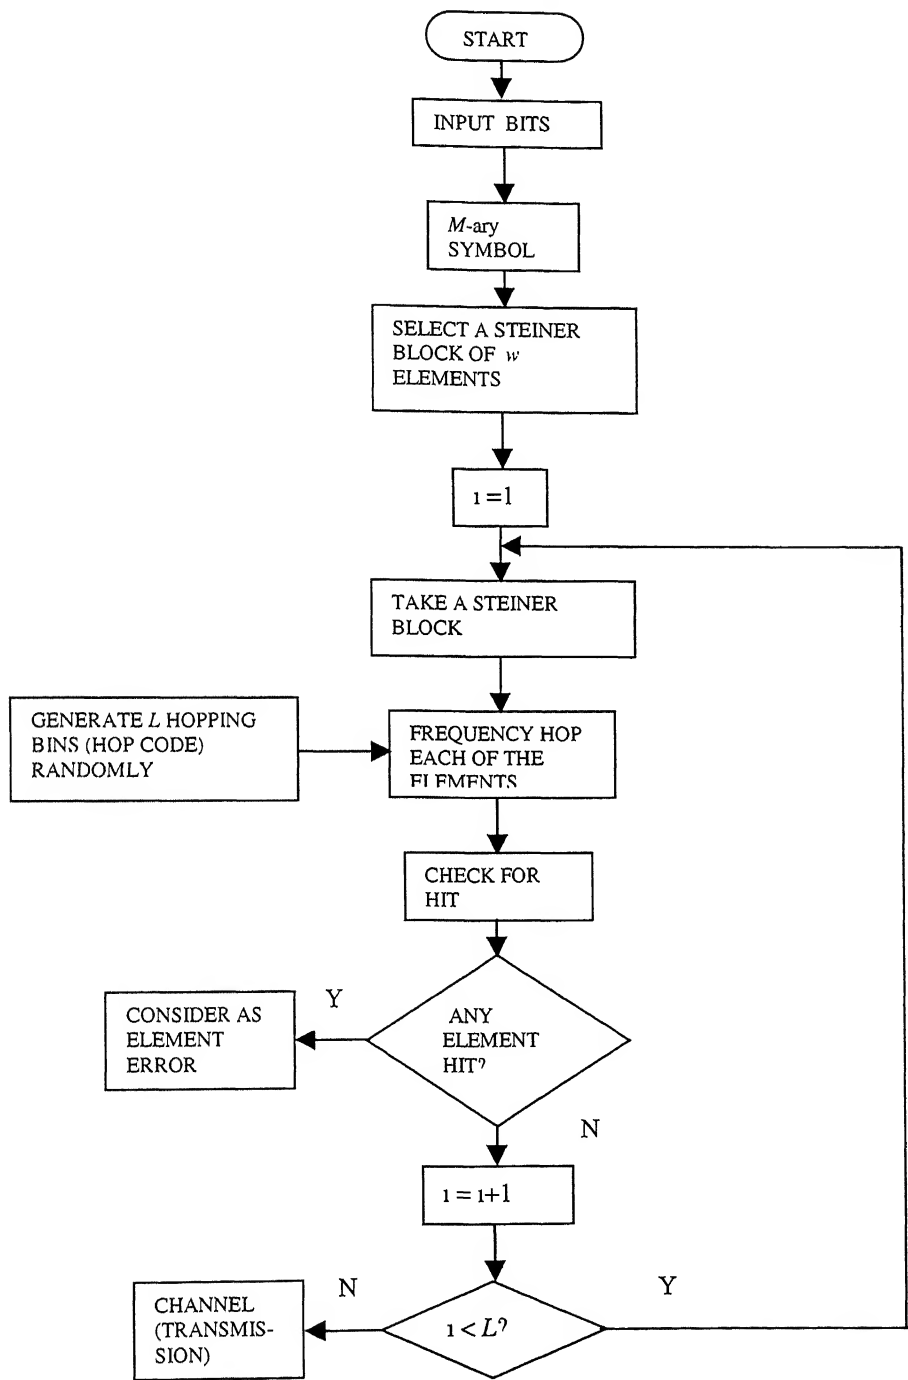 START
INPUT BITS
M-ary
SYMBOL
SELECT A STEINER
BLOCK OF w
ELEMENTS
ı = 1
TAKE A STEINER
BLOCK
GENERATE L HOPPING
BINS (HOP CODE)
RANDOMLY
FREQUENCY HOP
EACH OF THE
ELEMENTS
CHECK FOR
HIT
Y
CONSIDER AS
ELEMENT
ERROR
ANY
ELEMENT
HIT?
N
ı = ı+1
N
Y
CHANNEL
(TRANSMIS-
SION)
ı < L?